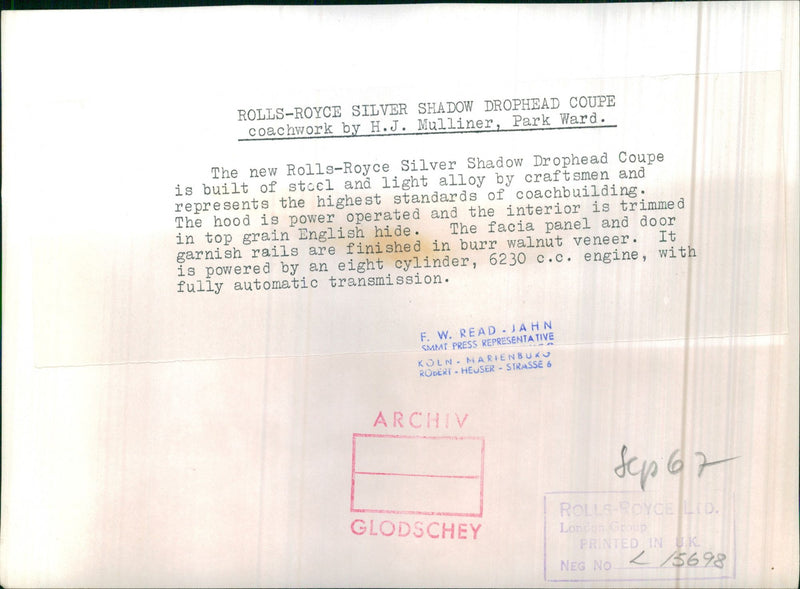 ROLLS-ROYCE SILVER SHADOW DROPHEAD COUPE
coachwork by H.J. Mulliner, Park Ward.
The new Rolls-Royce Silver Shadow Drophead Coupe
is built of steel and light alloy by craftsmen and
represents the highest standards of coachbuilding.
The hood is power operated and the interior is trimmed
in top grain English hide. The facia panel and door
garnish rails are finished in burr walnut veneer. It
is powered by an eight cylinder, 6230 c.c. engine, with
fully automatic transmission.
F. W. READ - JAHN
SMMT PRESS REPRESENTATIVE
KÖLN - MARIENBURG
ROBERT - HEUSER - STRASSE 6
ARCHIV
GLODSCHEY
Sep 67
ROLLS-ROYCE LTD.
London Group
PRINTED IN U.K.
NEG NO L 15698